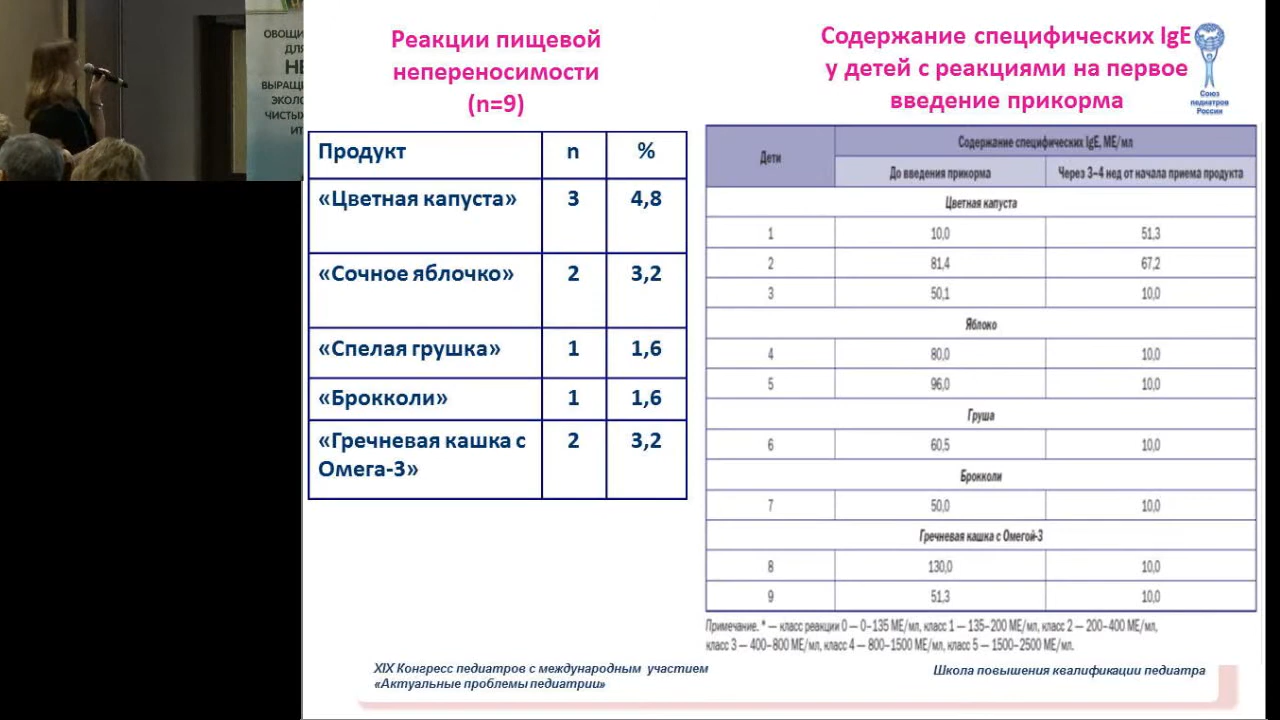 ОВОЩИ
ДЛЯ
НЕ
ВЫРАЩИ
ЭКОЛО
ЧИСТЫХ
ИТ
Реакции пищевой
непереносимости
(n=9)
Продукт n %
«Цветная капуста» 3 4,8
«Сочное яблочко» 2 3,2
«Спелая грушка» 1 1,6
«Брокколи» 1 1,6
«Гречневая кашка с 2 3,2
Омега-3»
Содержание специфических IgE
у детей с реакциями на первое
введение прикорма
Союз
педиатров
России
Дети
Содержание специфических IgE, МЕ/мл
До введения прикорма Через 3–4 нед от начала приема продукта
Цветная капуста
1 10,0 51,3
2 81,4 67,2
3 50,1 10,0
Яблоко
4 80,0 10,0
5 96,0 10,0
Груша
6 60,5 10,0
Брокколи
7 50,0 10,0
Гречневая кашка с Омегой-3
8 130,0 10,0
9 51,3 10,0
Примечание. * — класс реакции 0 — 0–135 МЕ/мл, класс 1 — 135–200 МЕ/мл, класс 2 — 200–400 МЕ/мл,
класс 3 — 400–800 МЕ/мл, класс 4 — 800–1500 МЕ/мл, класс 5 — 1500–2500 МЕ/мл.
XIX Конгресс педиатров с международным участием
«Актуальные проблемы педиатрии»
Школа повышения квалификации педиатра